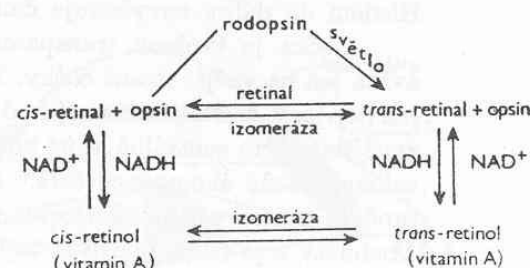 rodopsin
světlo
cis-retinal + opsin
retinal
izomeráza
trans-retinal + opsin
NAD+
NADH
NADH
NAD+
cis-retinol
(vitamin A)
izomeráza
trans-retinol
(vitamin A)